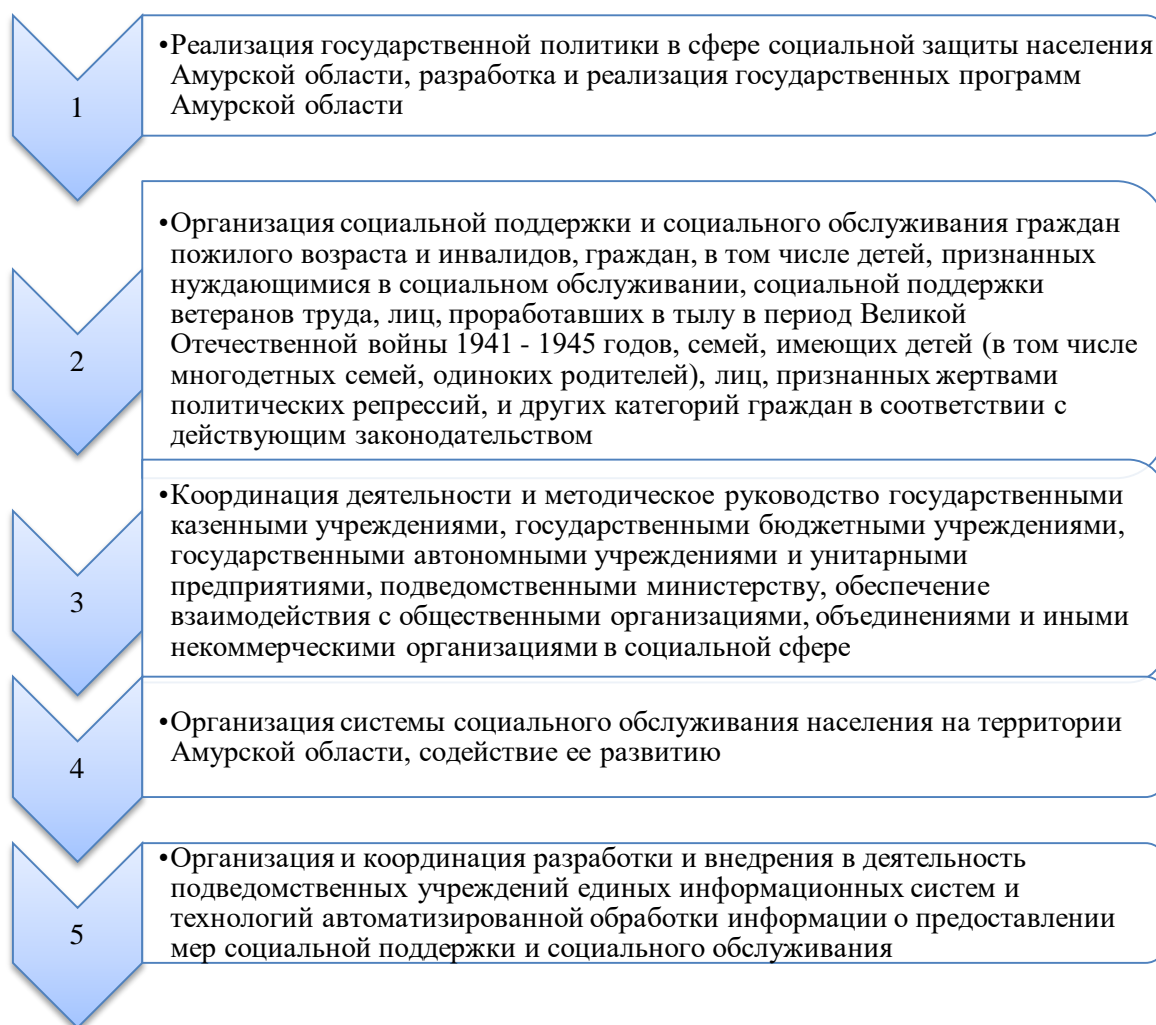 1
•Реализация государственной политики в сфере социальной защиты населения
Амурской области, разработка и реализация государственных программ
Амурской области
2
•Организация социальной поддержки и социального обслуживания граждан
пожилого возраста и инвалидов, граждан, в том числе детей, признанных
нуждающимися в социальном обслуживании, социальной поддержки
ветеранов труда, лиц, проработавших в тылу в период Великой
Отечественной войны 1941 - 1945 годов, семей, имеющих детей (в том числе
многодетных семей, одиноких родителей), лиц, признанных жертвами
политических репрессий, и других категорий граждан в соответствии с
действующим законодательством
3
•Координация деятельности и методическое руководство государственными
казенными учреждениями, государственными бюджетными учреждениями,
государственными автономными учреждениями и унитарными
предприятиями, подведомственными министерству, обеспечение
взаимодействия с общественными организациями, объединениями и иными
некоммерческими организациями в социальной сфере
4
•Организация системы социального обслуживания населения на территории
Амурской области, содействие ее развитию
5
•Организация и координация разработки и внедрения в деятельность
подведомственных учреждений единых информационных систем и
технологий автоматизированной обработки информации о предоставлении
мер социальной поддержки и социального обслуживания